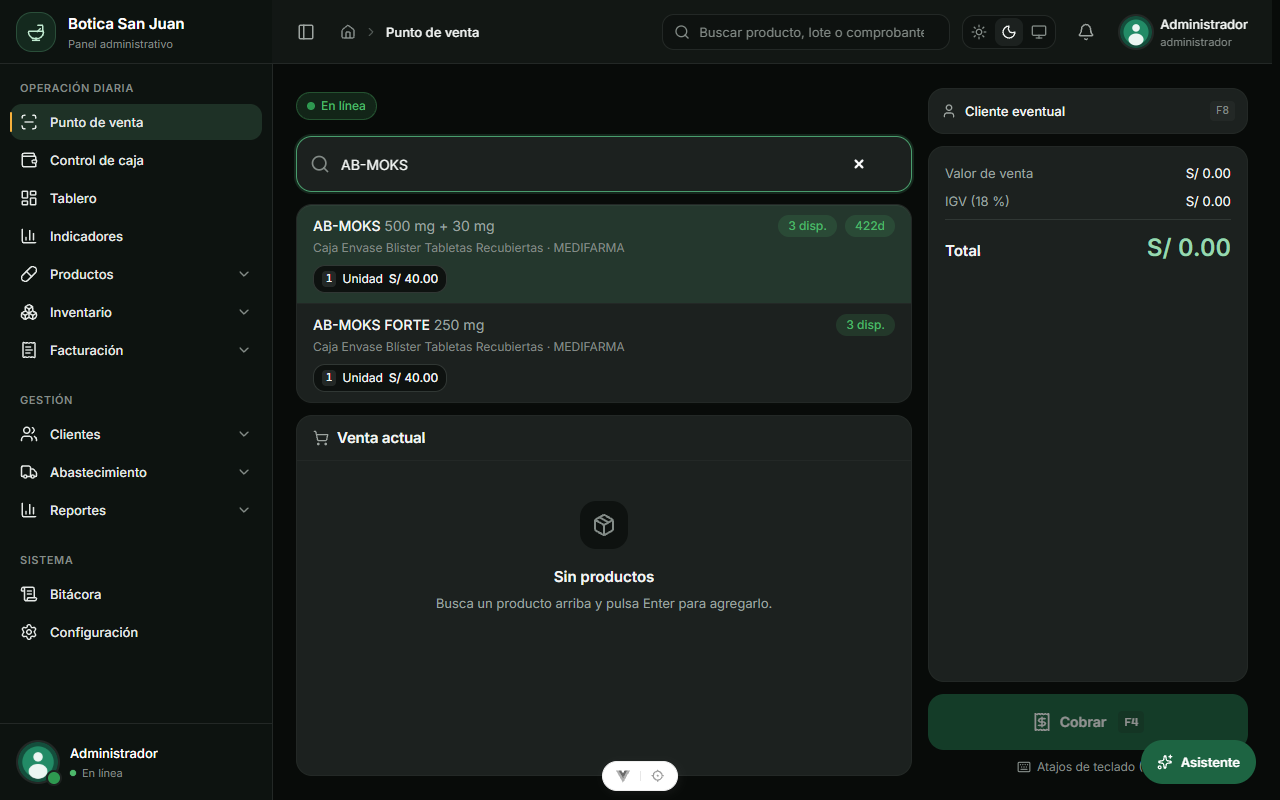 Botica San Juan
Panel administrativo
OPERACIÓN DIARIA
Punto de venta
Control de caja
Tablero
Indicadores
Productos
Inventario
Facturación
GESTIÓN
Clientes
Abastecimiento
Reportes
SISTEMA
Bitácora
Configuración
Administrador
En línea
Punto de venta
Buscar producto, lote o comprobante
Administrador
administrador
En línea
AB-MOKS
AB-MOKS 500 mg + 30 mg
3 disp. 422d
Caja Envase Blister Tabletas Recubiertas · MEDIFARMA
1 Unidad S/ 40.00
AB-MOKS FORTE 250 mg
3 disp.
Caja Envase Blíster Tabletas Recubiertas · MEDIFARMA
1 Unidad S/ 40.00
Venta actual
Sin productos
Busca un producto arriba y pulsa Enter para agregarlo.
Cliente eventual F8
Valor de venta S/ 0.00
IGV (18 %) S/ 0.00
Total S/ 0.00
Cobrar F4
Atajos de teclado (
Asistente